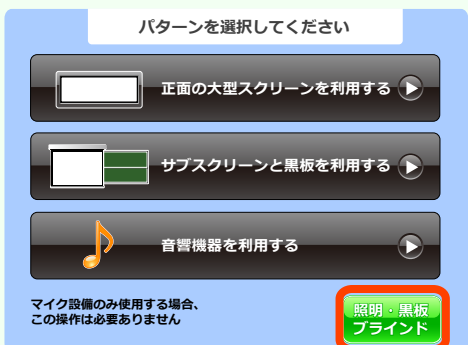 パターンを選択してください
正面の大型スクリーンを利用する
サブスクリーンと黒板を利用する
音響機器を利用する
マイク設備のみ使用する場合、
この操作は必要ありません
照明・黒板
ブラインド